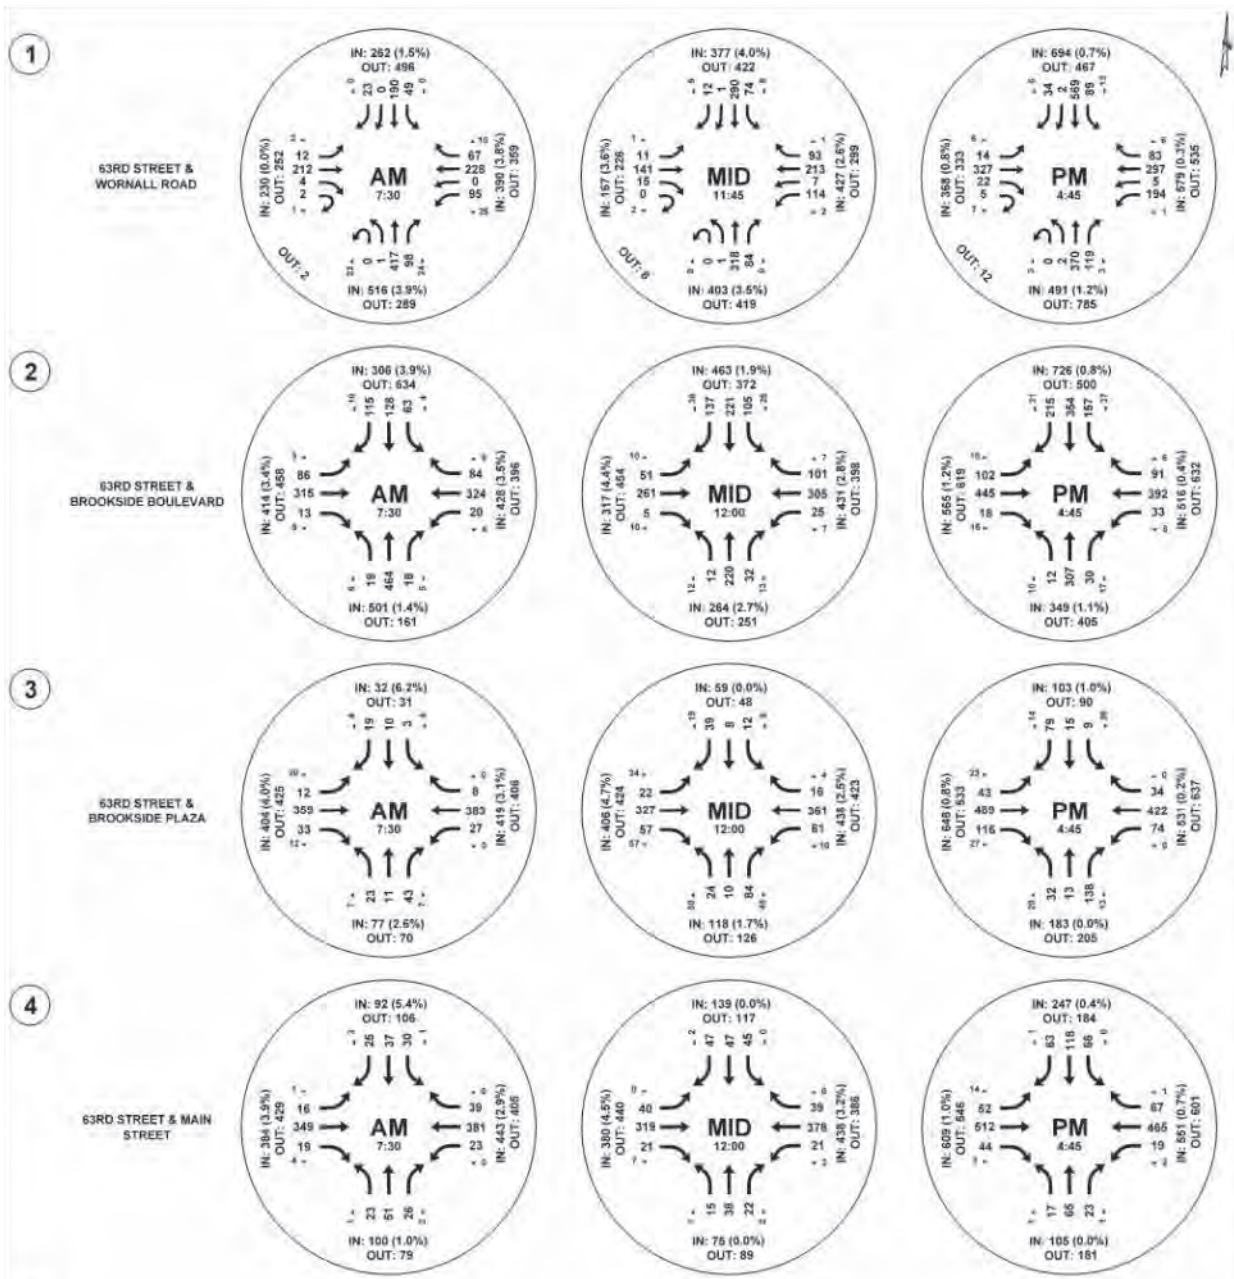 1
63RD STREET &
WORNALL ROAD
IN: 262 (1.5%)
OUT: 496
23 0 190 49
IN: 230 (0.0%)
OUT: 252
12
212
4
2
AM
7:30
67
228
0
95
IN: 390 (3.8%)
OUT: 359
OUT: 2
0 1 417 98
IN: 516 (3.9%)
OUT: 289
IN: 377 (4.0%)
OUT: 422
12 1 290 74
IN: 167 (3.6%)
OUT: 226
11
141
15
0
MID
11:45
93
213
7
114
IN: 427 (2.6%)
OUT: 299
0 1 318 84
IN: 403 (3.5%)
OUT: 419
IN: 694 (0.7%)
OUT: 467
34 2 569 89
IN: 368 (0.8%)
OUT: 333
14
327
22
5
PM
4:45
83
297
5
194
IN: 679 (0.3%)
OUT: 535
OUT: 12
0 2 370 119
IN: 491 (1.2%)
OUT: 785
2
63RD STREET &
BROOKSIDE BOULEVARD
IN: 306 (3.9%)
OUT: 634
115 128 63
IN: 414 (3.4%)
OUT: 458
86
315
13
AM
7:30
84
324
20
IN: 428 (3.5%)
OUT: 396
19 464 18
IN: 501 (1.4%)
OUT: 161
IN: 463 (1.9%)
OUT: 372
137 221 105
IN: 317 (4.4%)
OUT: 454
51
261
5
MID
12:00
101
305
25
IN: 431 (2.8%)
OUT: 398
12 220 32
IN: 264 (2.7%)
OUT: 251
IN: 726 (0.8%)
OUT: 500
215 354 157
IN: 565 (1.2%)
OUT: 619
102
445
18
PM
4:45
91
392
33
IN: 516 (0.4%)
OUT: 632
12 307 30
IN: 349 (1.1%)
OUT: 405
3
63RD STREET &
BROOKSIDE PLAZA
IN: 32 (6.2%)
OUT: 31
19 10 3
IN: 404 (4.0%)
OUT: 425
12
359
33
AM
7:30
8
383
27
IN: 419 (3.1%)
OUT: 406
23 11 43
IN: 77 (2.6%)
OUT: 70
IN: 59 (0.0%)
OUT: 48
39 8 12
IN: 406 (4.7%)
OUT: 424
22
327
57
MID
12:00
16
361
61
IN: 438 (2.5%)
OUT: 423
24 10 84
IN: 118 (1.7%)
OUT: 126
IN: 103 (1.0%)
OUT: 90
79 15 9
IN: 648 (0.8%)
OUT: 533
43
489
116
PM
4:45
34
422
74
IN: 531 (0.2%)
OUT: 637
32 13 138
IN: 183 (0.0%)
OUT: 205
4
63RD STREET & MAIN
STREET
IN: 92 (5.4%)
OUT: 106
25 37 30
IN: 384 (3.9%)
OUT: 429
16
349
19
AM
7:30
39
381
23
IN: 443 (2.9%)
OUT: 405
23 51 26
IN: 100 (1.0%)
OUT: 79
IN: 139 (0.0%)
OUT: 117
47 47 45
IN: 380 (4.5%)
OUT: 440
40
319
21
MID
12:00
39
378
21
IN: 438 (3.2%)
OUT: 386
15 38 22
IN: 75 (0.0%)
OUT: 89
IN: 247 (0.4%)
OUT: 184
63 118 66
IN: 609 (1.0%)
OUT: 545
52
512
44
PM
4:45
67
465
19
IN: 551 (0.7%)
OUT: 601
17 65 23
IN: 105 (0.0%)
OUT: 181